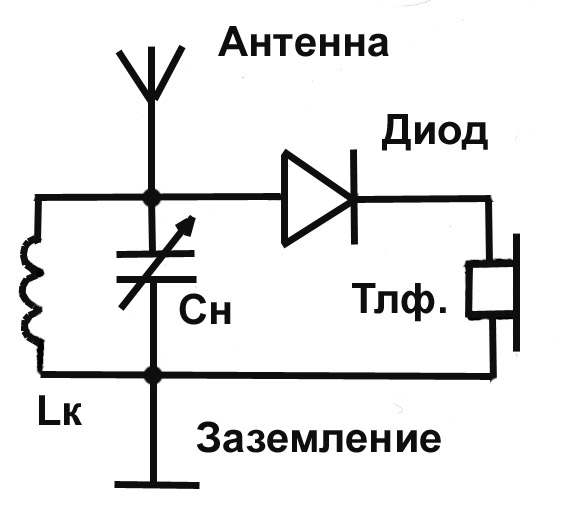 Антенна
Диод
Сн
Тлф.
Lк
Заземление